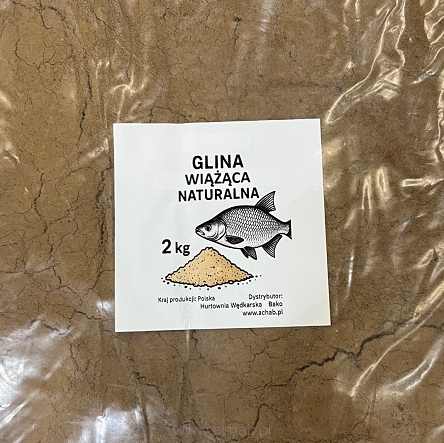 GLINA
WIĄŻĄCA
NATURALNA
2 kg
Kraj produkcji: Polska
Dystrybutor:
Hurtownia Wędkarska Bako
www.achab.pl